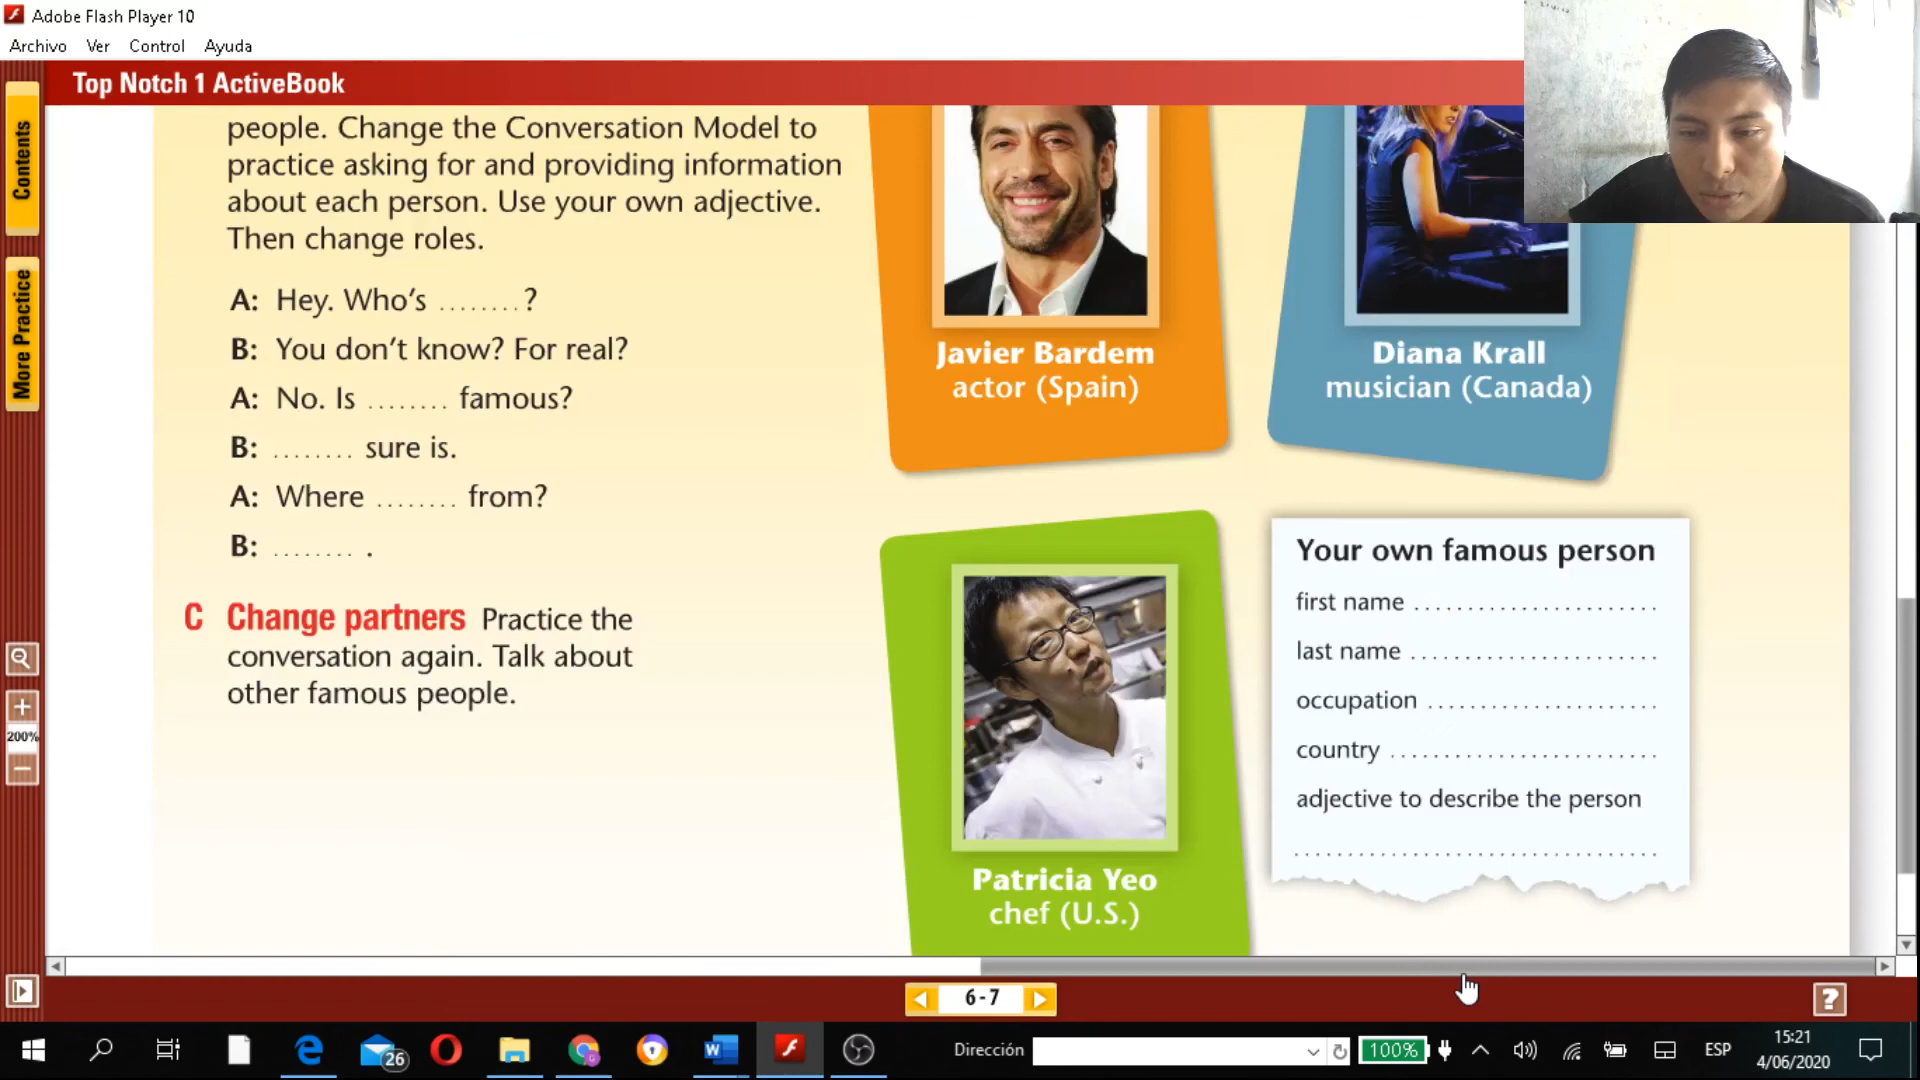 Adobe Flash Player 10
Archivo Ver Control Ayuda
Top Notch 1 ActiveBook
Contents
More Practice
200%
people. Change the Conversation Model to
practice asking for and providing information
about each person. Use your own adjective.
Then change roles.
A: Hey. Who's ........?
B: You don't know? For real?
A: No. Is ........ famous?
B: ........ sure is.
A: Where ........ from?
B: ........ .
C Change partners Practice the
conversation again. Talk about
other famous people.
Javier Bardem
actor (Spain)
Diana Krall
musician (Canada)
Patricia Yeo
chef (U.S.)
Your own famous person
first name ........................
last name ........................
occupation ......................
country ..........................
adjective to describe the person
....................................
6-7
?
26
Dirección
100%
ESP
15:21
4/06/2020